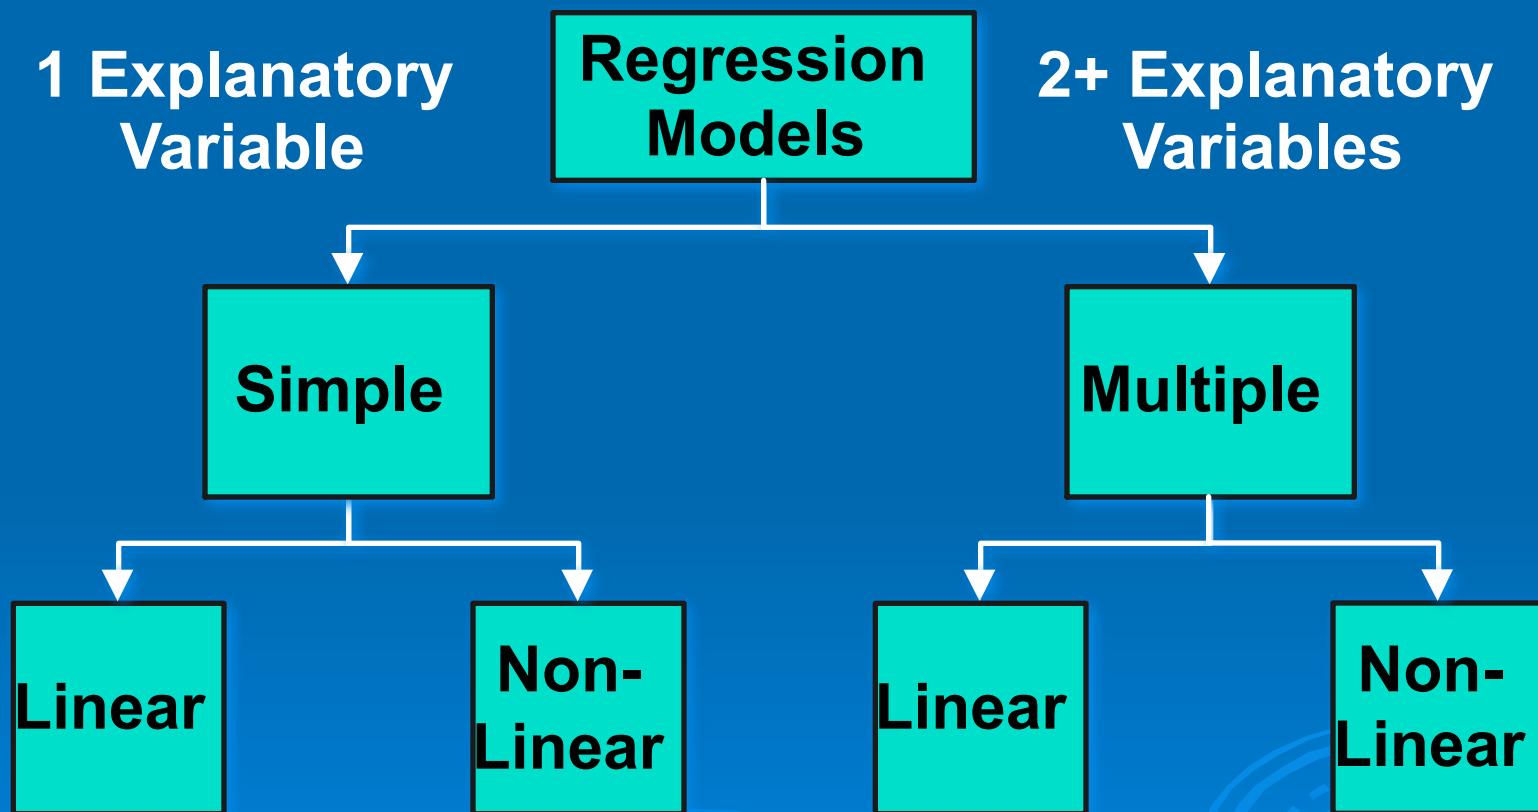 1 Explanatory
Variable
Regression
Models
2+ Explanatory
Variables
Simple
Multiple
Linear
Non-
Linear
Linear
Non-
Linear